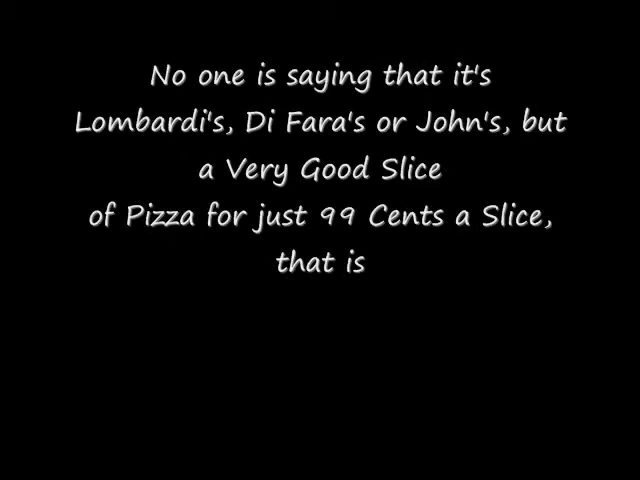 No one is saying that it's
Lombardi's, Di Fara's or John's, but
a Very Good Slice
of Pizza for just 99 Cents a Slice,
that is